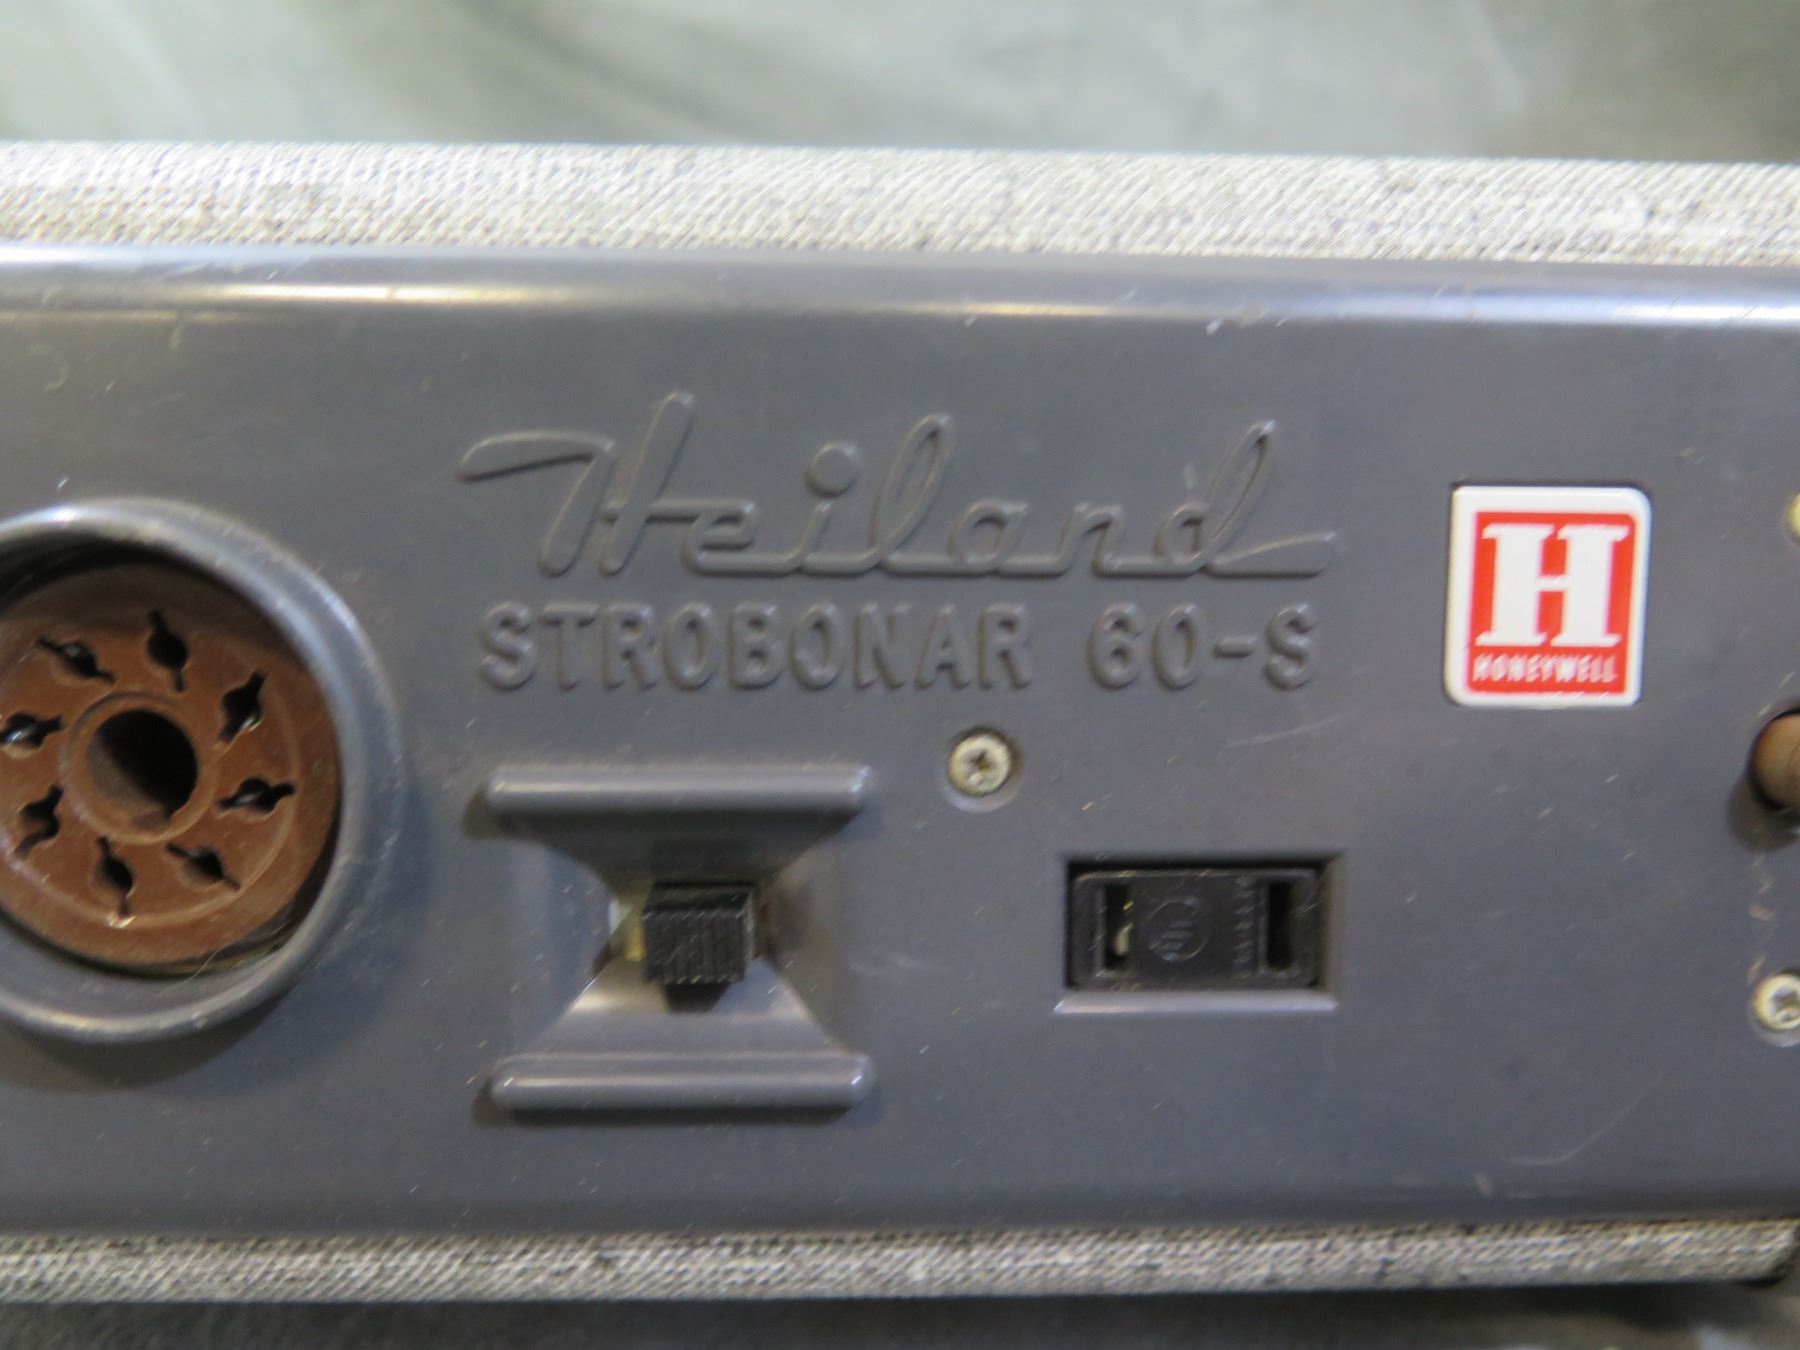 Heiland
STROBONAR 60-S
H
HONEYWELL